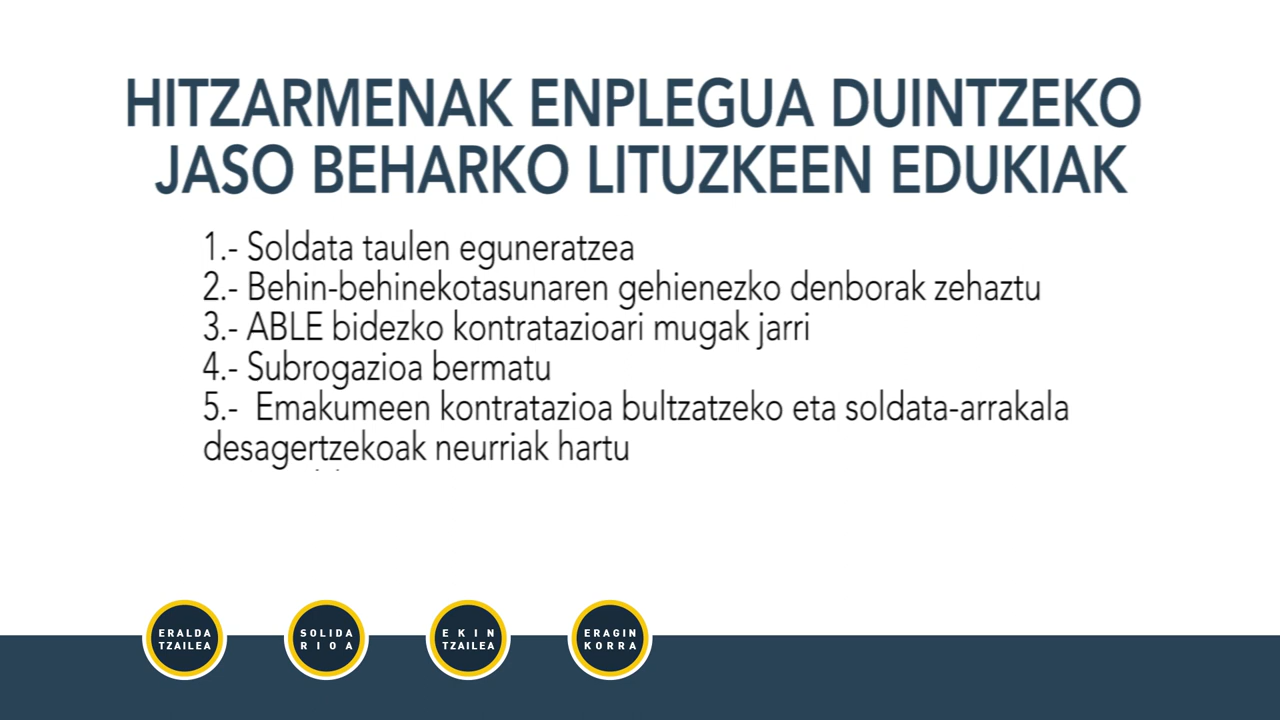 HITZARMENAK ENPLEGUA DUINTZEKO
JASO BEHARKO LITUZKEEN EDUKIAK
1.- Soldata taulen eguneratzea
2.- Behin-behinekotasunaren gehienezko denborak zehaztu
3.- ABLE bidezko kontratazioari mugak jarri
4.- Subrogazioa bermatu
5.-  Emakumeen kontratazioa bultzatzeko eta soldata-arrakala
desagertzekoak neurriak hartu
ERALDA
TZAILEA
SOLIDA
RIOA
EKIN
TZAILEA
ERAGIN
KORRA